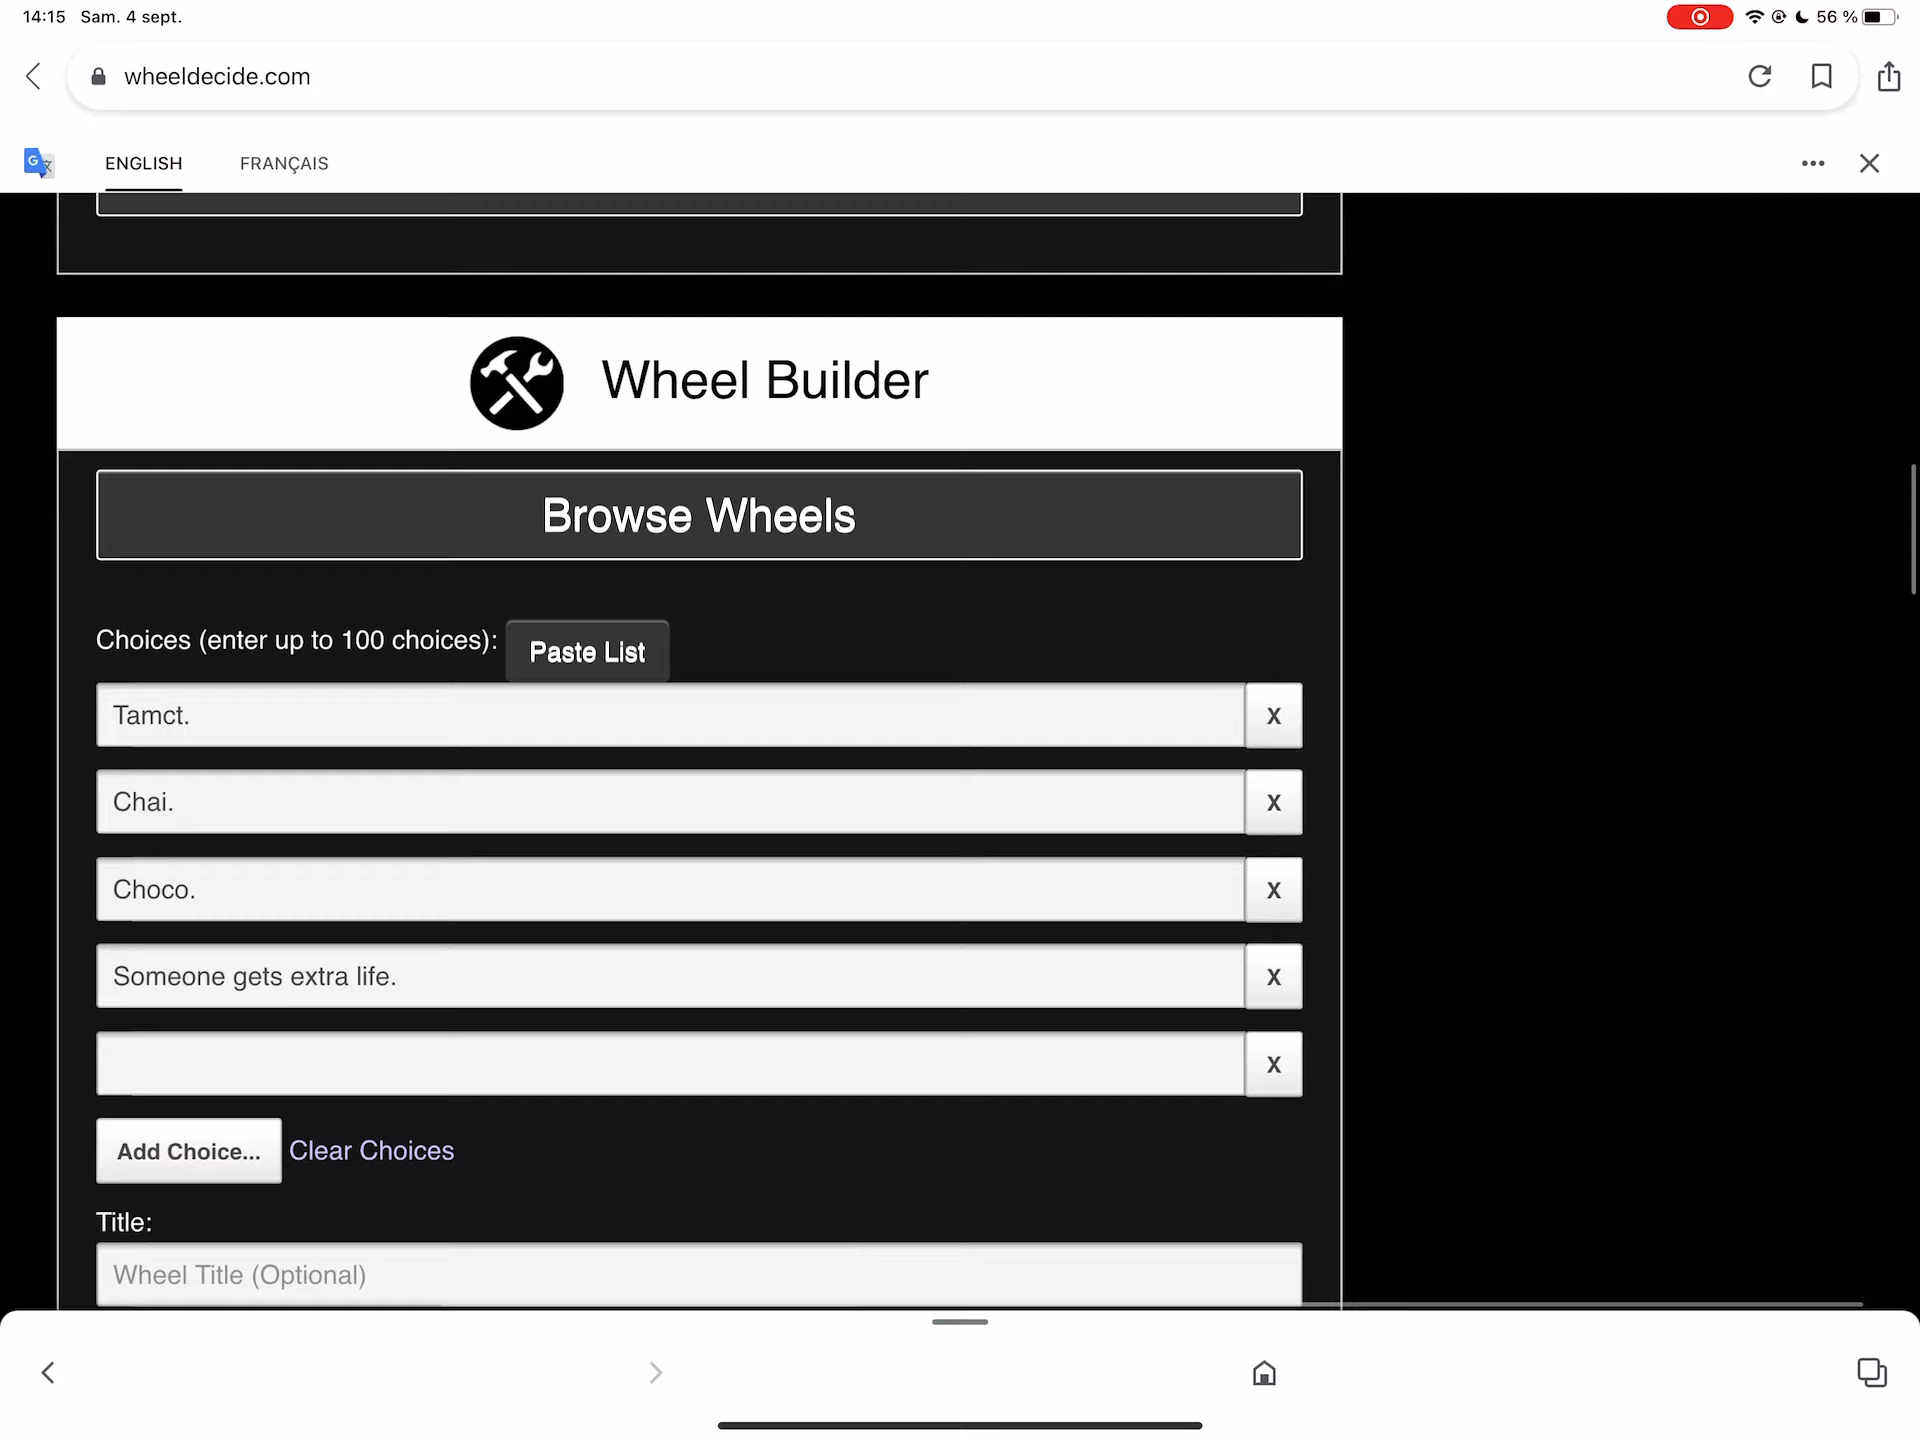 14:15 Sam. 4 sept.
56 %
wheeldecide.com
ENGLISH FRANÇAIS
Wheel Builder
Browse Wheels
Choices (enter up to 100 choices): Paste List
Tamct. X
Chai. X
Choco. X
Someone gets extra life. X
X
Add Choice... Clear Choices
Title:
Wheel Title (Optional)